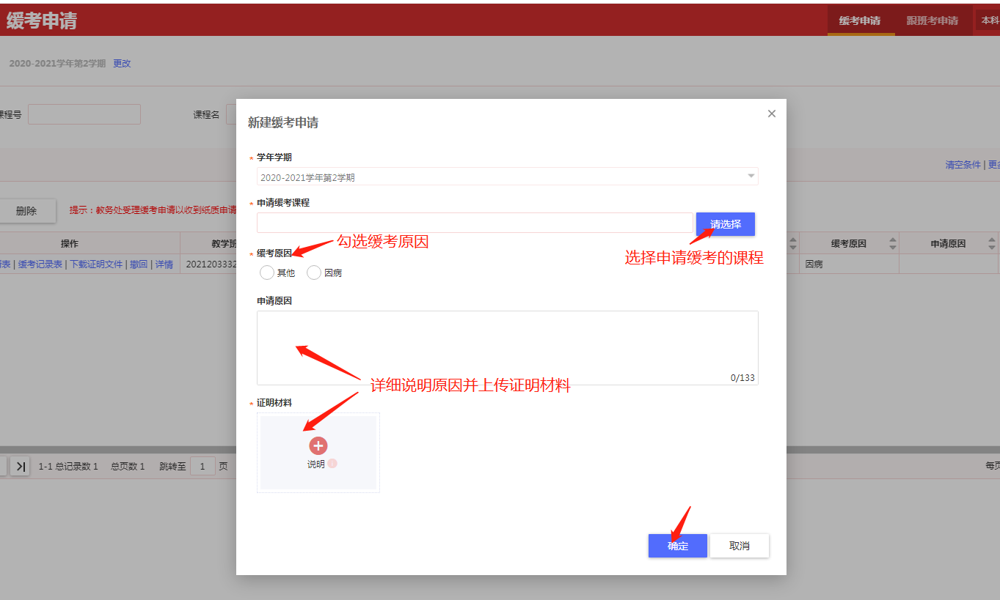 缓考申请
缓考申请 跟班考申请 本科
2020-2021学年第2学期 更改
课程号 课程名
新建缓考申请
* 学年学期
2020-2021学年第2学期
清空条件 | 更多
* 申请缓考课程
请选择
删除 提示：教务处受理缓考申请以收到纸质申请
勾选缓考原因
选择申请缓考的课程
操作 教学班 缓考原因 申请原因
* 缓考原因
表 | 缓考记录表 | 下载证明文件 | 撤回 | 详情 2021203332 因病
其他 因病
申请原因
0/133
详细说明原因并上传证明材料
* 证明材料
说明
1-1 总记录数 1 总页数 1 跳转至 1 页 每页
确定 取消